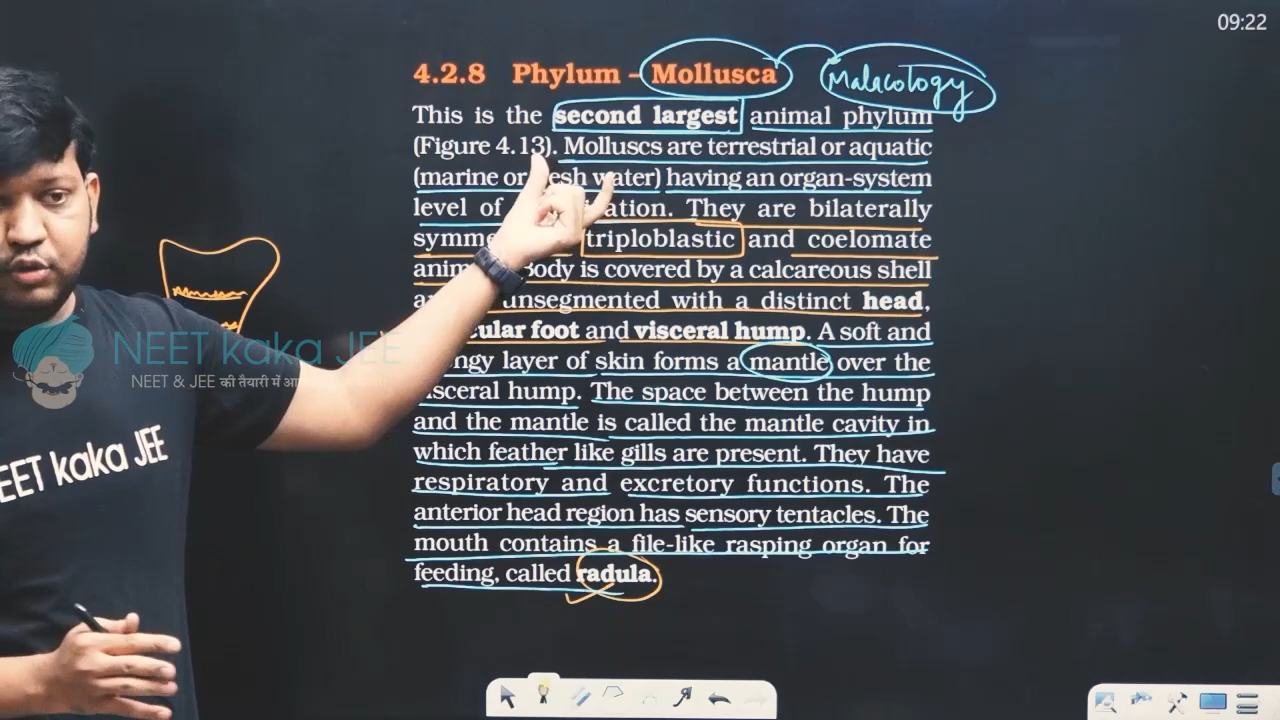 09:22
4.2.8 Phylum – Mollusca Malacology
This is the second largest animal phylum
(Figure 4.13). Molluscs are terrestrial or aquatic
(marine or esh water) having an organ-system
level of ation. They are bilaterally
symme triploblastic and coelomate
anim Body is covered by a calcareous shell
unsegmented with a distinct head,
cular foot and visceral hump. A soft and
ngy layer of skin forms a mantle over the
sceral hump. The space between the hump
and the mantle is called the mantle cavity in
which feather like gills are present. They have
respiratory and excretory functions. The
anterior head region has sensory tentacles. The
mouth contains a file-like rasping organ for
feeding, called radula.
NEET kaka JEE
NEET & JEE की तैयारी में
EET kaka JEE